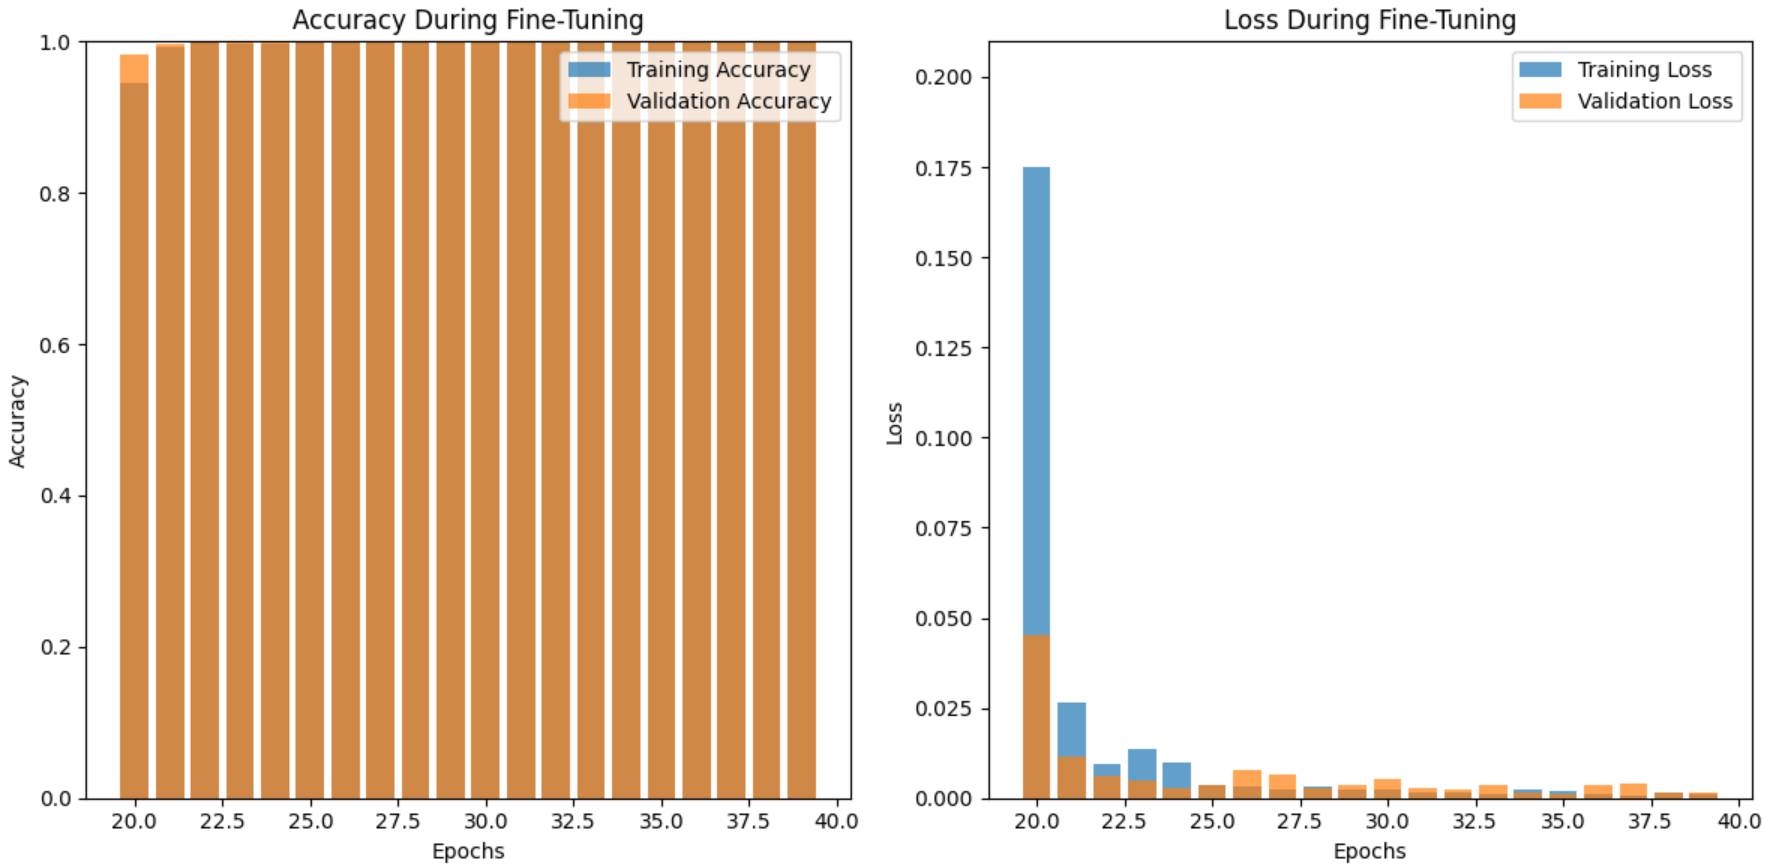 Accuracy During Fine-Tuning
1.0
0.8
0.6
0.4
0.2
0.0
Accuracy
Training Accuracy
Validation Accuracy
20.0 22.5 25.0 27.5 30.0 32.5 35.0 37.5 40.0
Epochs
Loss During Fine-Tuning
0.200
0.175
0.150
0.125
0.100
0.075
0.050
0.025
0.000
Loss
Training Loss
Validation Loss
20.0 22.5 25.0 27.5 30.0 32.5 35.0 37.5 40.0
Epochs